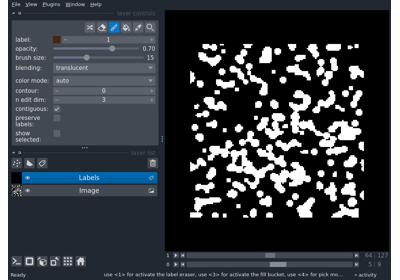 File View Plugins Window Help
layer controls
label: 1
opacity: 0.70
brush size: 15
blending: translucent
color mode: auto
contour: 0
n edit dim: 3
contiguous:
preserve
labels:
show
selected:
layer list
Labels
Image
1 64 127
0 5 9
Ready use <1> for activate the label eraser, use <3> for activate the fill bucket, use <4> for pick mo... activity